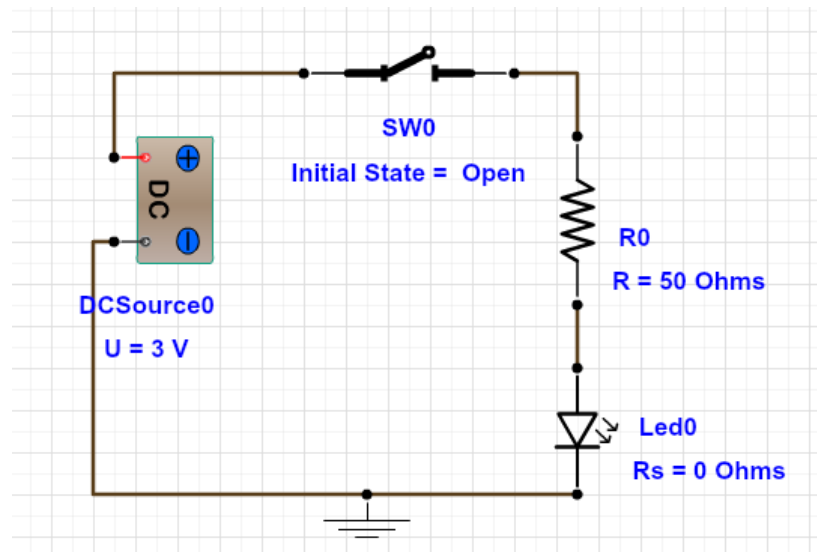 SW0
Initial State = Open
DC
R0
R = 50 Ohms
DCSource0
U = 3 V
Led0
Rs = 0 Ohms